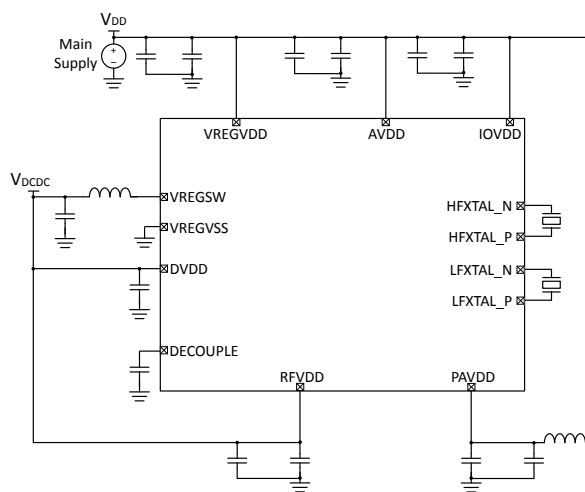 VDD
Main
Supply
+
−
VREGVDD
AVDD
IOVDD
VDCDC
VREGSW
VREGVSS
DVDD
DECOUPLE
HFXTAL_N
HFXTAL_P
LFXTAL_N
LFXTAL_P
RFVDD
PAVDD